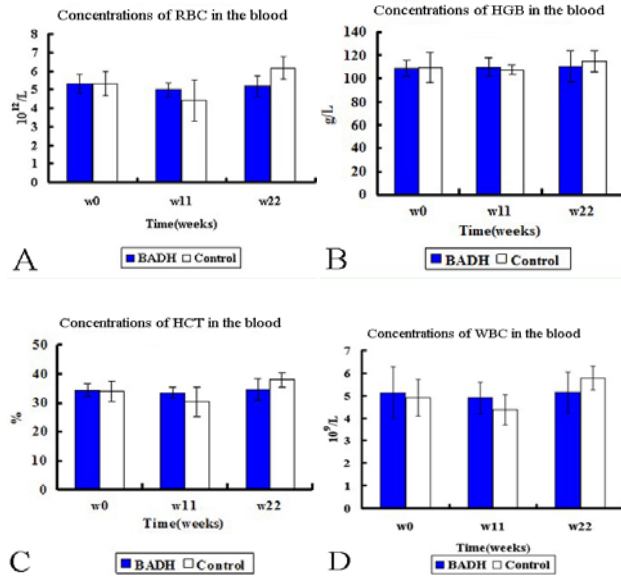 Concentrations of RBC in the blood
10¹²/L
8
7
6
5
4
3
2
1
0
w0 w11 w22
Time(weeks)
BADH Control
A
Concentrations of HGB in the blood
g/L
140
120
100
80
60
40
20
0
w0 w11 w22
Time(weeks)
BADH Control
B
Concentrations of HCT in the blood
%
50
40
30
20
10
0
w0 w11 w22
Time(weeks)
BADH Control
C
Concentrations of WBC in the blood
10⁹/L
7
6
5
4
3
2
1
0
w0 w11 w22
Time(weeks)
BADH Control
D